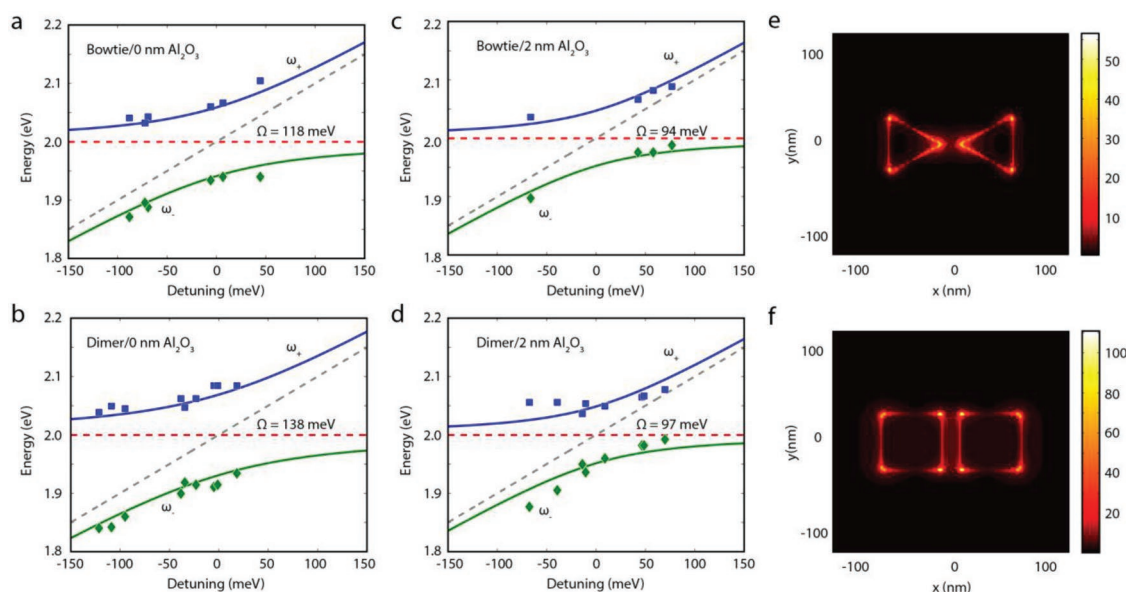 a
Bowtie/0 nm Al₂O₃
ω₊
Ω = 118 meV
ω₋
Energy (eV)
2.2
2.1
2.0
1.9
1.8
-150 -100 -50 0 50 100 150
Detuning (meV)
c
Bowtie/2 nm Al₂O₃
ω₊
Ω = 94 meV
ω₋
Energy (eV)
2.2
2.1
2.0
1.9
1.8
-150 -100 -50 0 50 100 150
Detuning (meV)
e
y(nm)
100
0
-100
-100 0 100
x (nm)
50
40
30
20
10
b
Dimer/0 nm Al₂O₃
ω₊
Ω = 138 meV
ω₋
Energy (eV)
2.2
2.1
2.0
1.9
1.8
-150 -100 -50 0 50 100 150
Detuning (meV)
d
Dimer/2 nm Al₂O₃
ω₊
Ω = 97 meV
ω₋
Energy (eV)
2.2
2.1
2.0
1.9
1.8
-150 -100 -50 0 50 100 150
Detuning (meV)
f
y(nm)
100
0
-100
-100 0 100
x (nm)
100
80
60
40
20